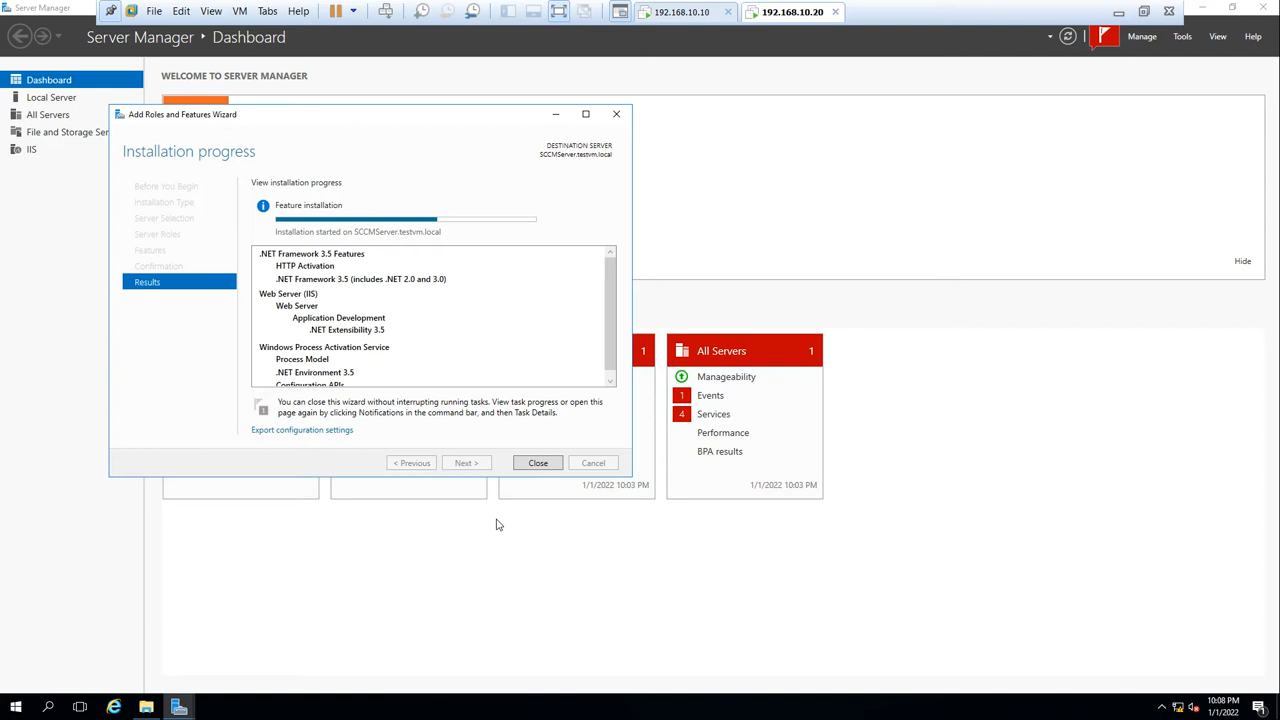 Server Manager
File Edit View VM Tabs Help
192.168.10.10
192.168.10.20
Server Manager Dashboard
Manage Tools View Help
Dashboard
Local Server
All Servers
File and Storage Ser
IIS
WELCOME TO SERVER MANAGER
Hide
Add Roles and Features Wizard
Installation progress
DESTINATION SERVER
SCCMServer.testvm.local
Before You Begin
Installation Type
Server Selection
Server Roles
Features
Confirmation
Results
View installation progress
Feature installation
Installation started on SCCMServer.testvm.local
.NET Framework 3.5 Features
HTTP Activation
.NET Framework 3.5 (includes .NET 2.0 and 3.0)
Web Server (IIS)
Web Server
Application Development
.NET Extensibility 3.5
Windows Process Activation Service
Process Model
.NET Environment 3.5
Configuration APIs
You can close this wizard without interrupting running tasks. View task progress or open this
page again by clicking Notifications in the command bar, and then Task Details.
Export configuration settings
< Previous Next > Close Cancel
1
1/1/2022 10:03 PM
All Servers 1
Manageability
1 Events
4 Services
Performance
BPA results
1/1/2022 10:03 PM
10:08 PM
1/1/2022
1